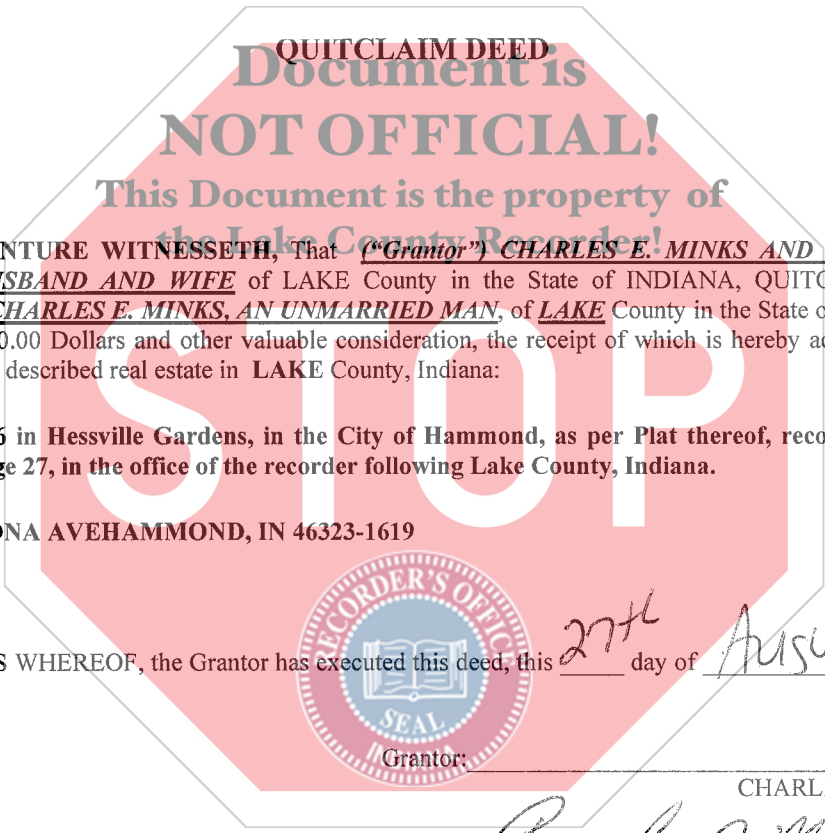 QUITCLAIM DEED
Document is
NOT OFFICIAL!
This Document is the property of
the Lake County Recorder!
NTURE WITNESSETH, That ("Grantor") CHARLES E. MINKS AND
SBAND AND WIFE of LAKE County in the State of INDIANA, QUITC
CHARLES E. MINKS, AN UNMARRIED MAN, of LAKE County in the State o
0.00 Dollars and other valuable consideration, the receipt of which is hereby ac
described real estate in LAKE County, Indiana:
6 in Hessville Gardens, in the City of Hammond, as per Plat thereof, reco
ge 27, in the office of the recorder following Lake County, Indiana.
STOP
NA AVEHAMMOND, IN 46323-1619
RECORDER'S OFFICE
S WHEREOF, the Grantor has executed this deed, this 27th day of Augu
SEAL
INDIANA
Grantor:
CHARL